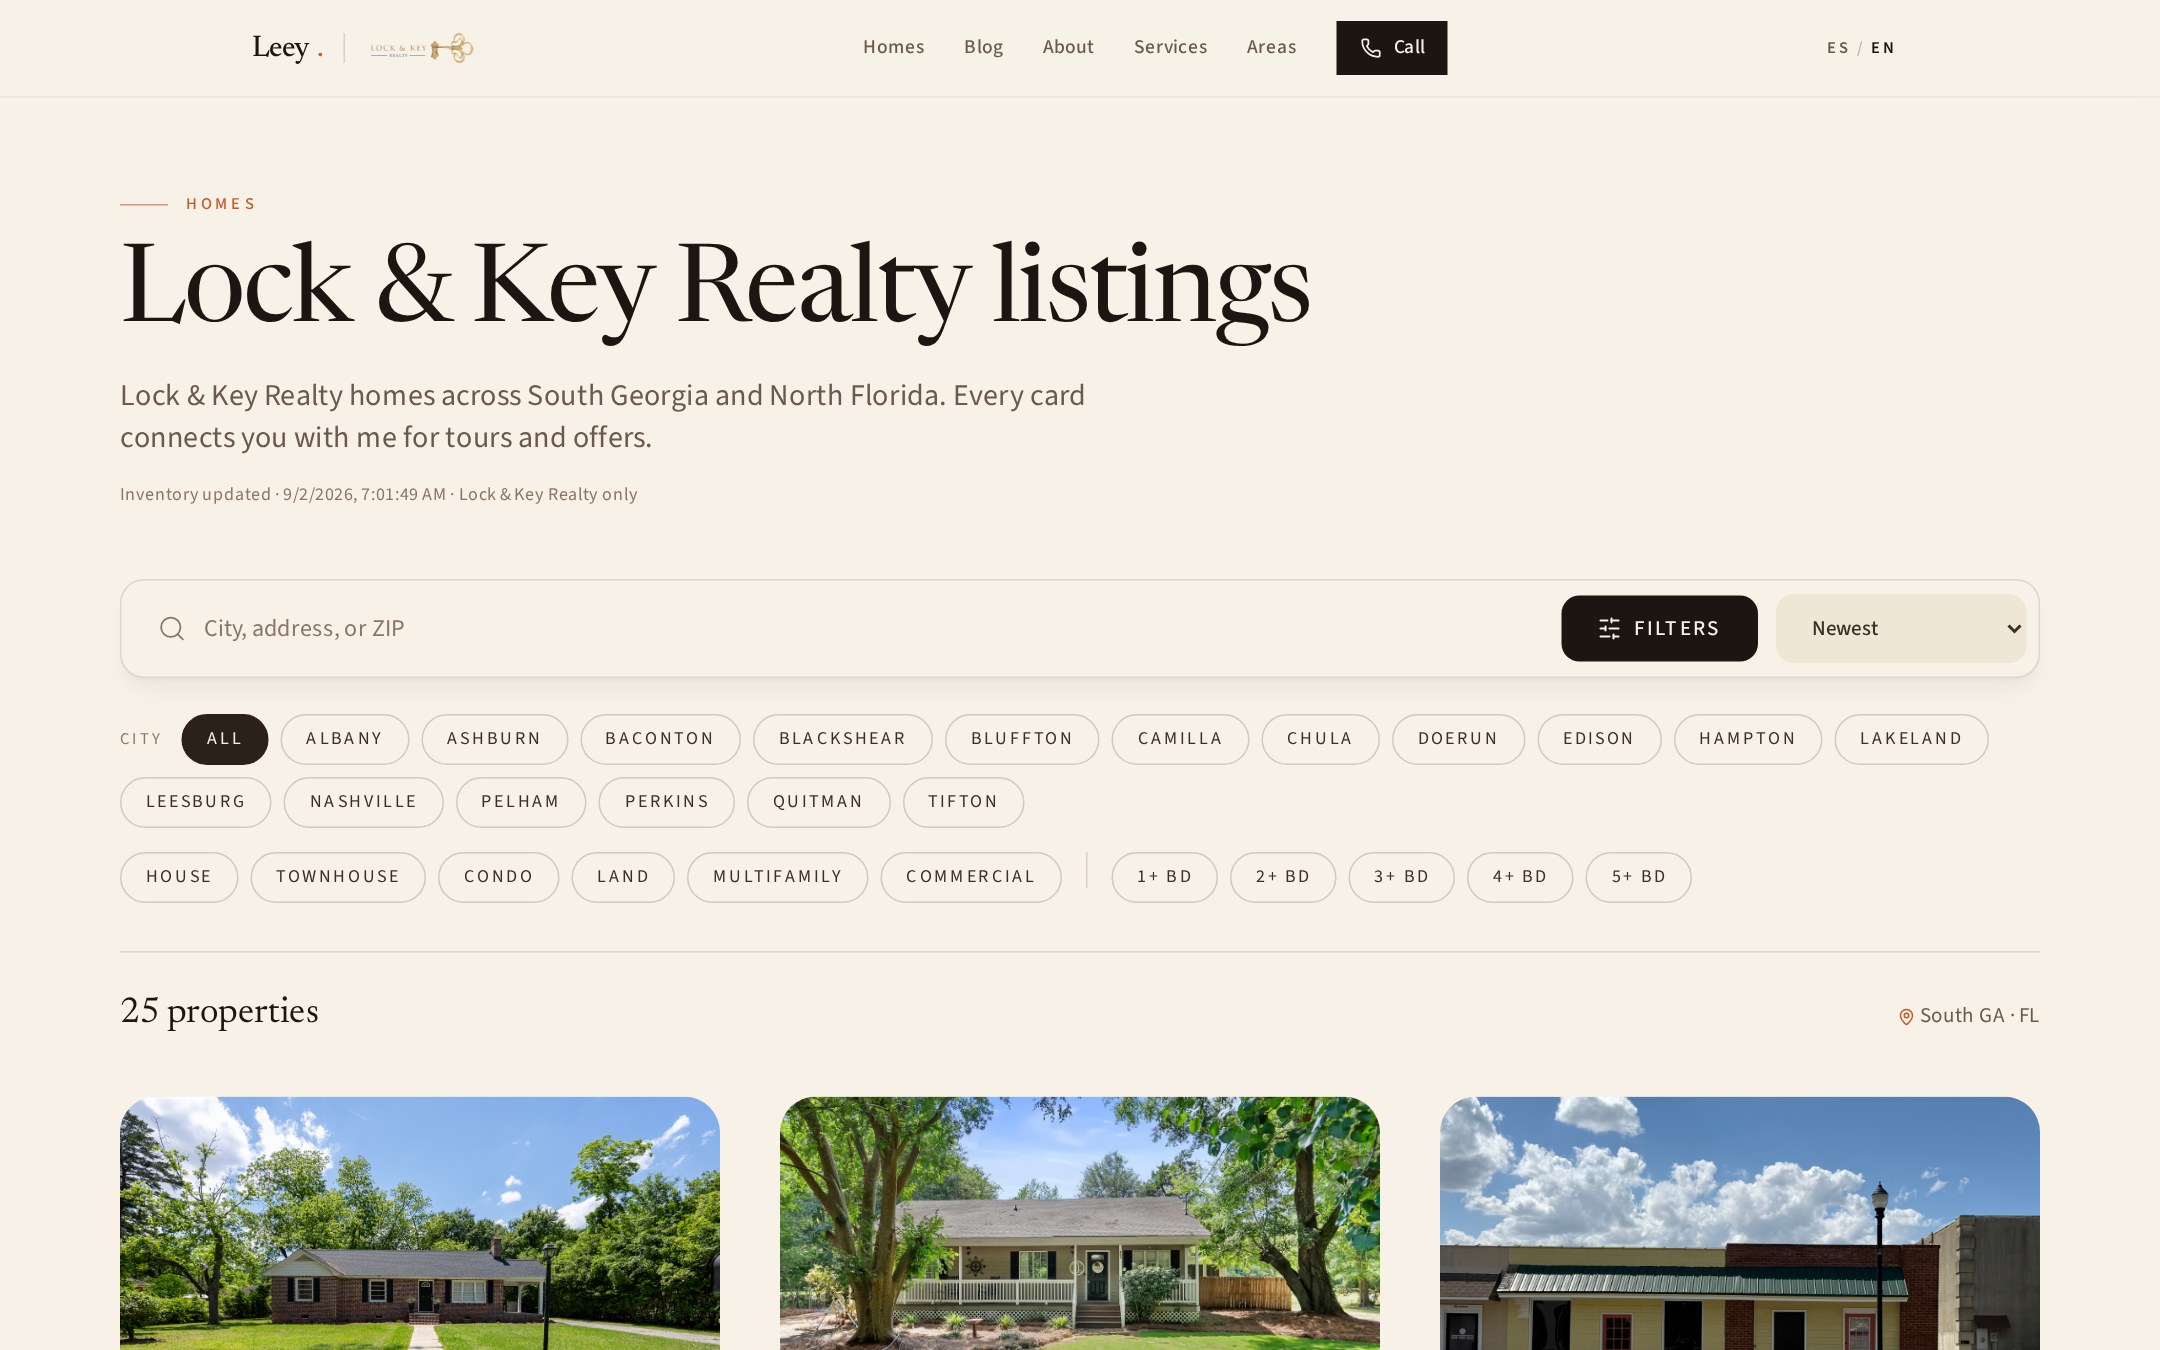 Leey .
LOCK & KEY
REALTY
Homes Blog About Services Areas Call
ES / EN
HOMES
Lock & Key Realty listings
Lock & Key Realty homes across South Georgia and North Florida. Every card
connects you with me for tours and offers.
Inventory updated · 9/2/2026, 7:01:49 AM · Lock & Key Realty only
City, address, or ZIP
FILTERS
Newest
CITY ALL ALBANY ASHBURN BACONTON BLACKSHEAR BLUFFTON CAMILLA CHULA DOERUN EDISON HAMPTON LAKELAND
LEESBURG NASHVILLE PELHAM PERKINS QUITMAN TIFTON
HOUSE TOWNHOUSE CONDO LAND MULTIFAMILY COMMERCIAL 1+ BD 2+ BD 3+ BD 4+ BD 5+ BD
25 properties
South GA · FL